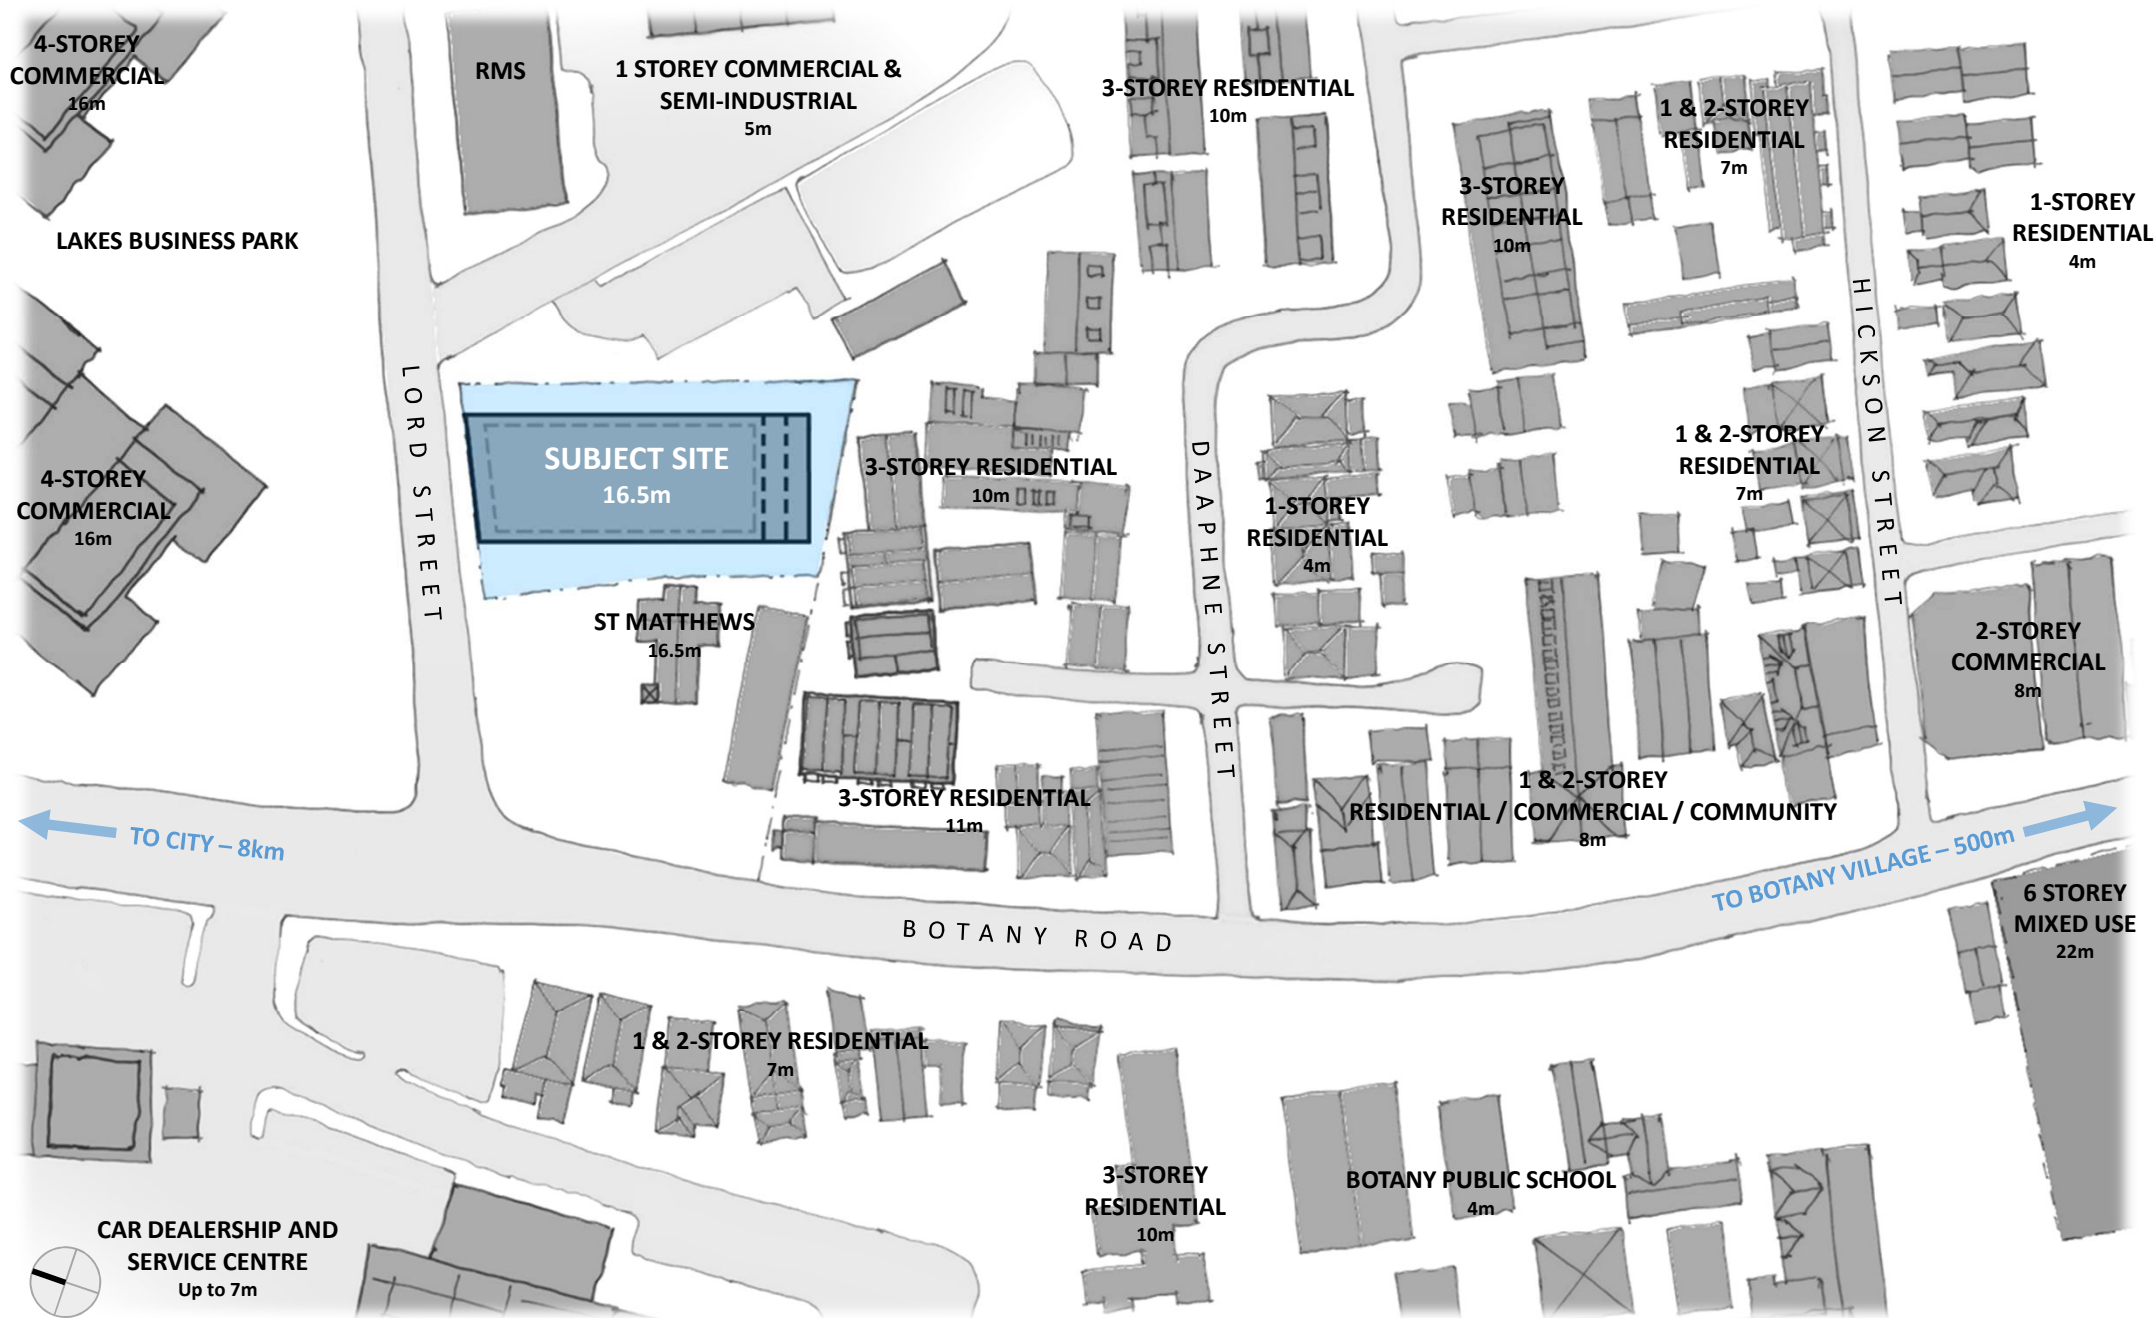 4-STOREY
COMMERCIAL
16m
RMS
1 STOREY COMMERCIAL &
SEMI-INDUSTRIAL
5m
3-STOREY RESIDENTIAL
10m
1 & 2-STOREY
RESIDENTIAL
7m
3-STOREY
RESIDENTIAL
10m
1-STOREY
RESIDENTIAL
4m
LAKES BUSINESS PARK
HICKSON STREET
LORD STREET
SUBJECT SITE
16.5m
3-STOREY RESIDENTIAL
10m
DAAPHNE STREET
1 & 2-STOREY
RESIDENTIAL
7m
4-STOREY
COMMERCIAL
16m
1-STOREY
RESIDENTIAL
4m
ST MATTHEWS
16.5m
2-STOREY
COMMERCIAL
8m
3-STOREY RESIDENTIAL
11m
1 & 2-STOREY
RESIDENTIAL / COMMERCIAL / COMMUNITY
8m
TO CITY – 8km
TO BOTANY VILLAGE – 500m
BOTANY ROAD
6 STOREY
MIXED USE
22m
1 & 2-STOREY RESIDENTIAL
7m
3-STOREY
RESIDENTIAL
10m
BOTANY PUBLIC SCHOOL
4m
CAR DEALERSHIP AND
SERVICE CENTRE
Up to 7m